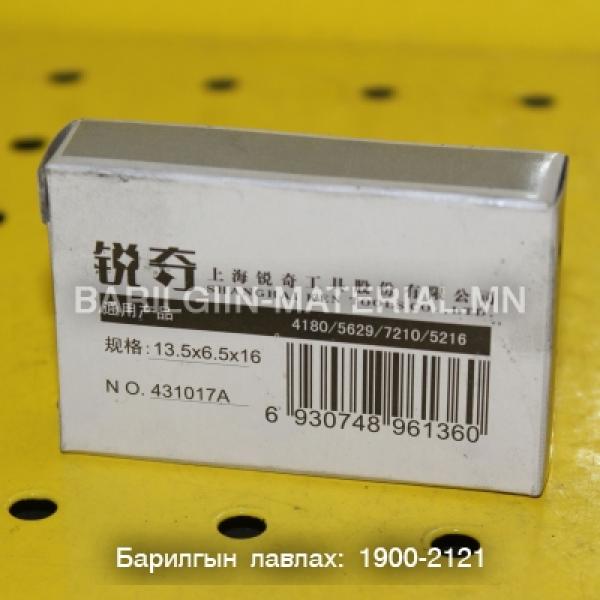 锐奇 上海锐奇工具股份有限公司
BARILGIIN-MATERIAL.MN
通用产品 4180/5629/7210/5216
规格: 13.5x6.5x16
NO. 431017A
6 930748 961360
Барилгын лавлах: 1900-2121